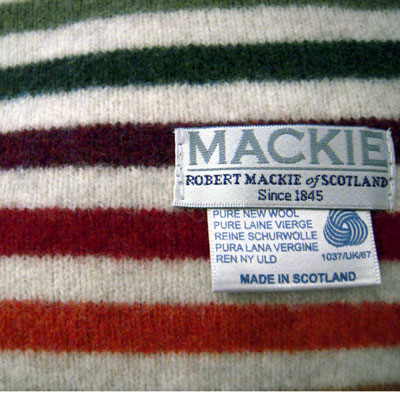 MACKIE
ROBERT MACKIE of SCOTLAND
Since 1845
PURE NEW WOOL
PURE LAINE VIERGE
REINE SCHURWOLLE
PURA LANA VERGINE
REN NY ULD
1037/UK/87
MADE IN SCOTLAND